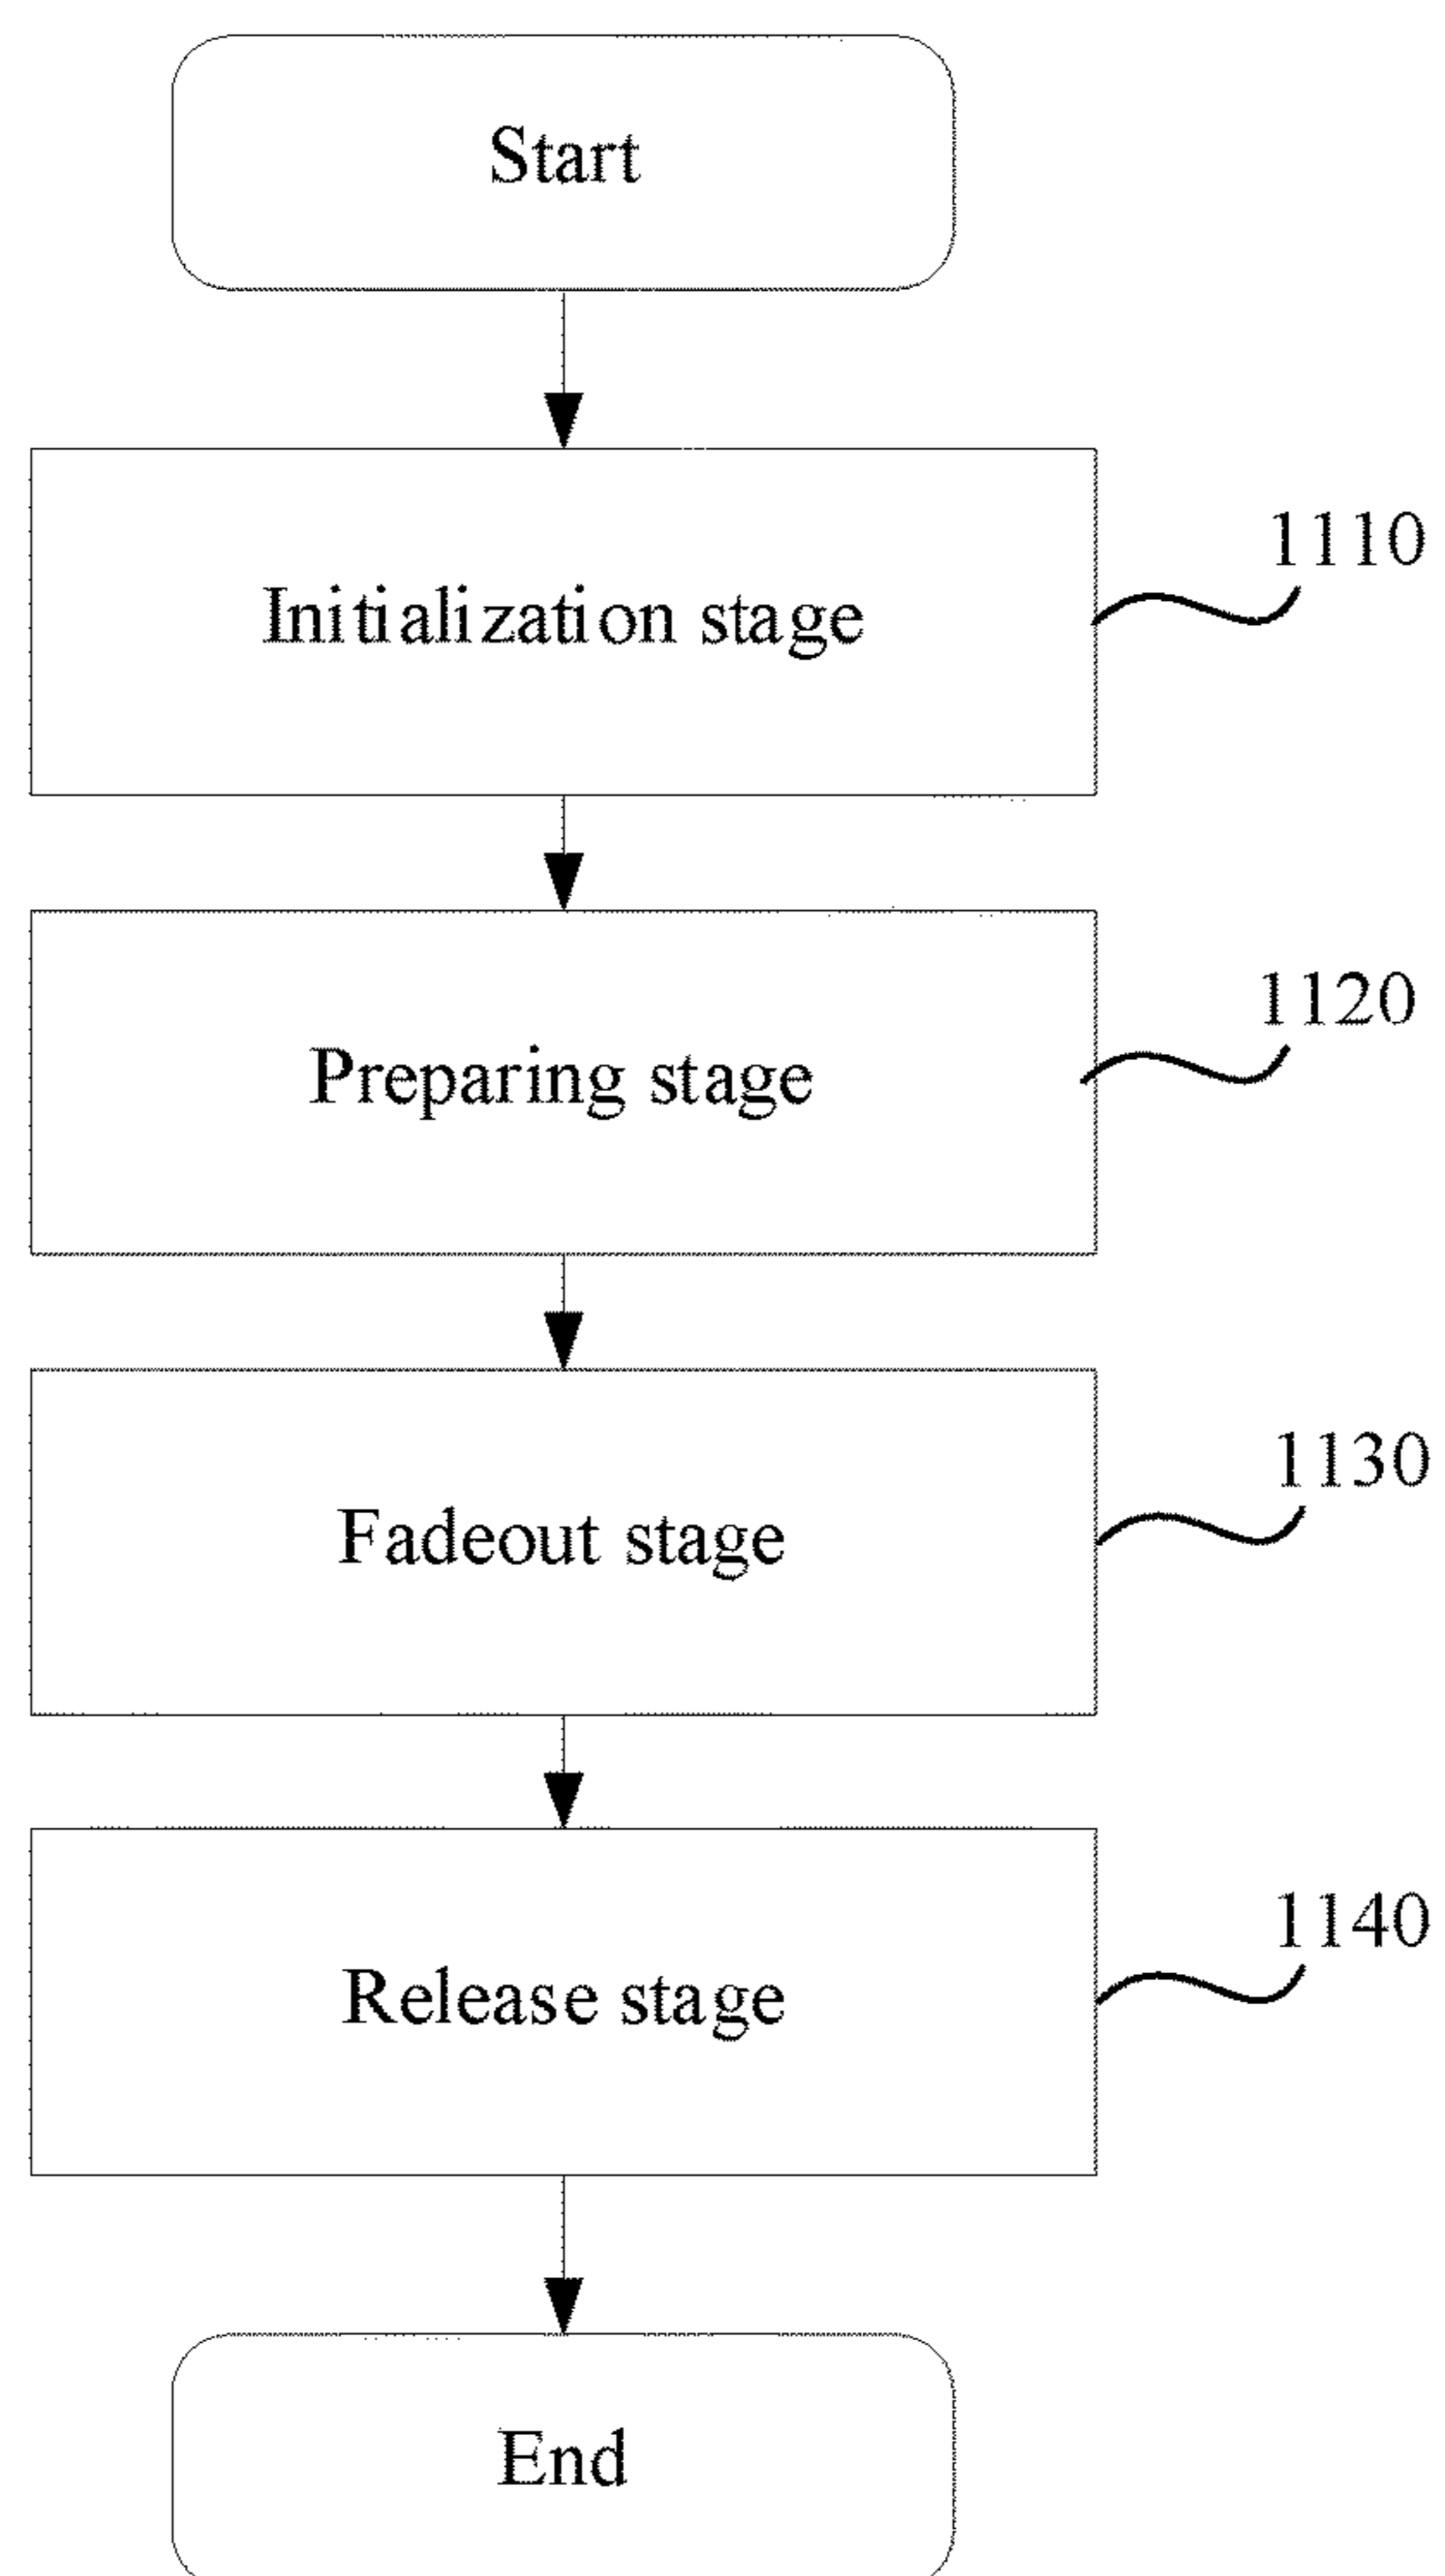 Start
Initialization stage
1110
Preparing stage
1120
Fadeout stage
1130
Release stage
1140
End